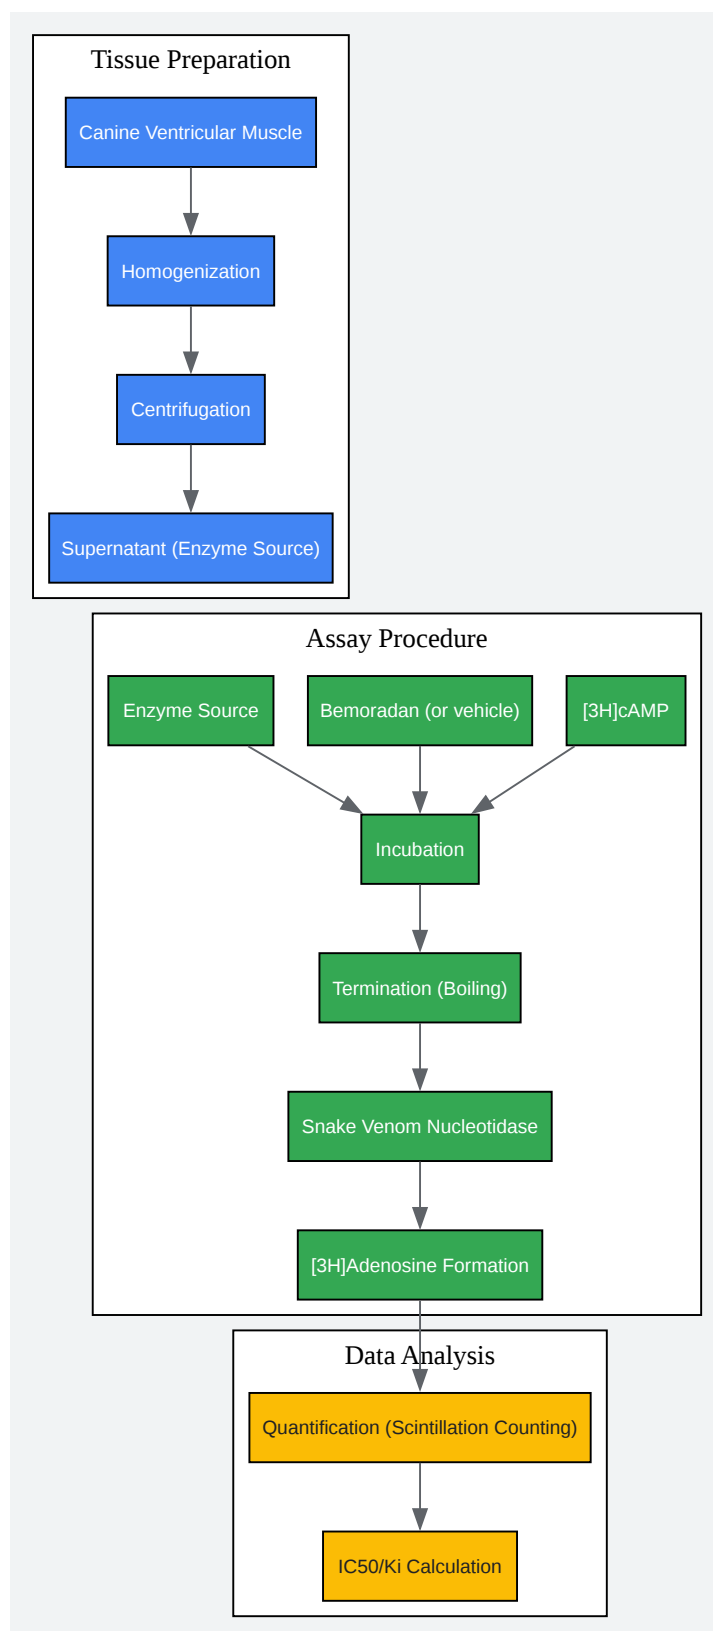 Tissue Preparation
Canine Ventricular Muscle
Homogenization
Centrifugation
Supernatant (Enzyme Source)
Assay Procedure
Enzyme Source
Bemoradan (or vehicle)
[3H]cAMP
Incubation
Termination (Boiling)
Snake Venom Nucleotidase
[3H]Adenosine Formation
Data Analysis
Quantification (Scintillation Counting)
IC50/Ki Calculation